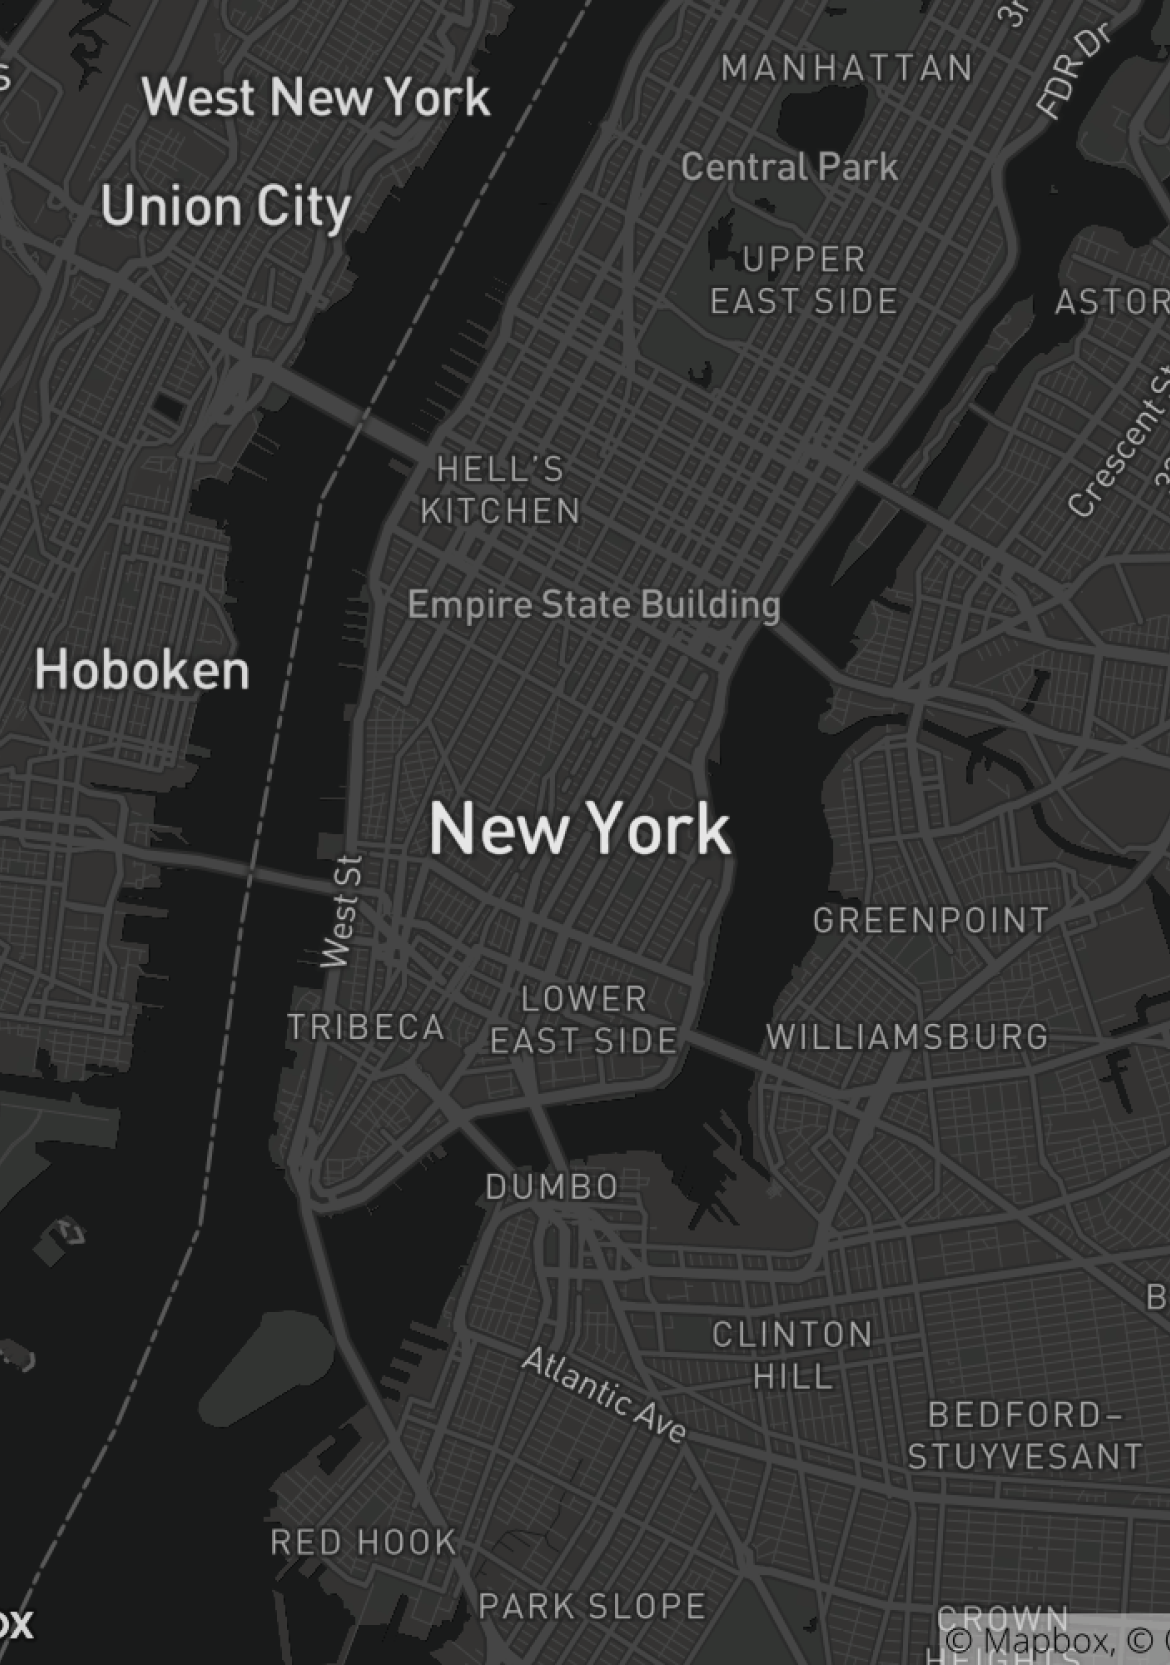 3r
FDR Dr
MANHATTAN
S
West New York
Central Park
Union City
UPPER
EAST SIDE
ASTOR
Crescent St
HELL'S
KITCHEN
Empire State Building
Hoboken
New York
West St
GREENPOINT
LOWER
EAST SIDE
TRIBECA
WILLIAMSBURG
DUMBO
B
CLINTON
HILL
Atlantic Ave
BEDFORD–
STUYVESANT
RED HOOK
PARK SLOPE
ox
CROWN
HEIGHTS
© Mapbox, ©